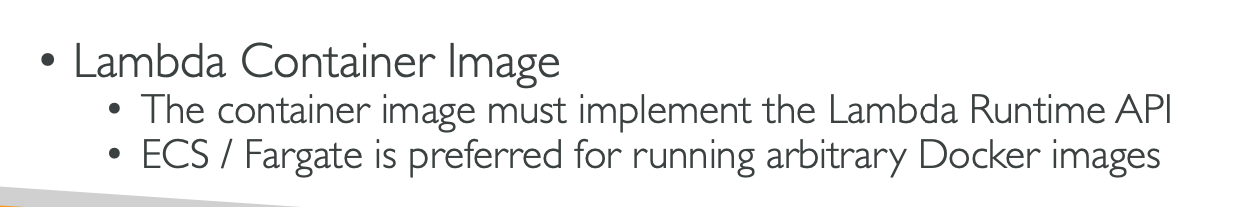 • Lambda Container Image
• The container image must implement the Lambda Runtime API
• ECS / Fargate is preferred for running arbitrary Docker images